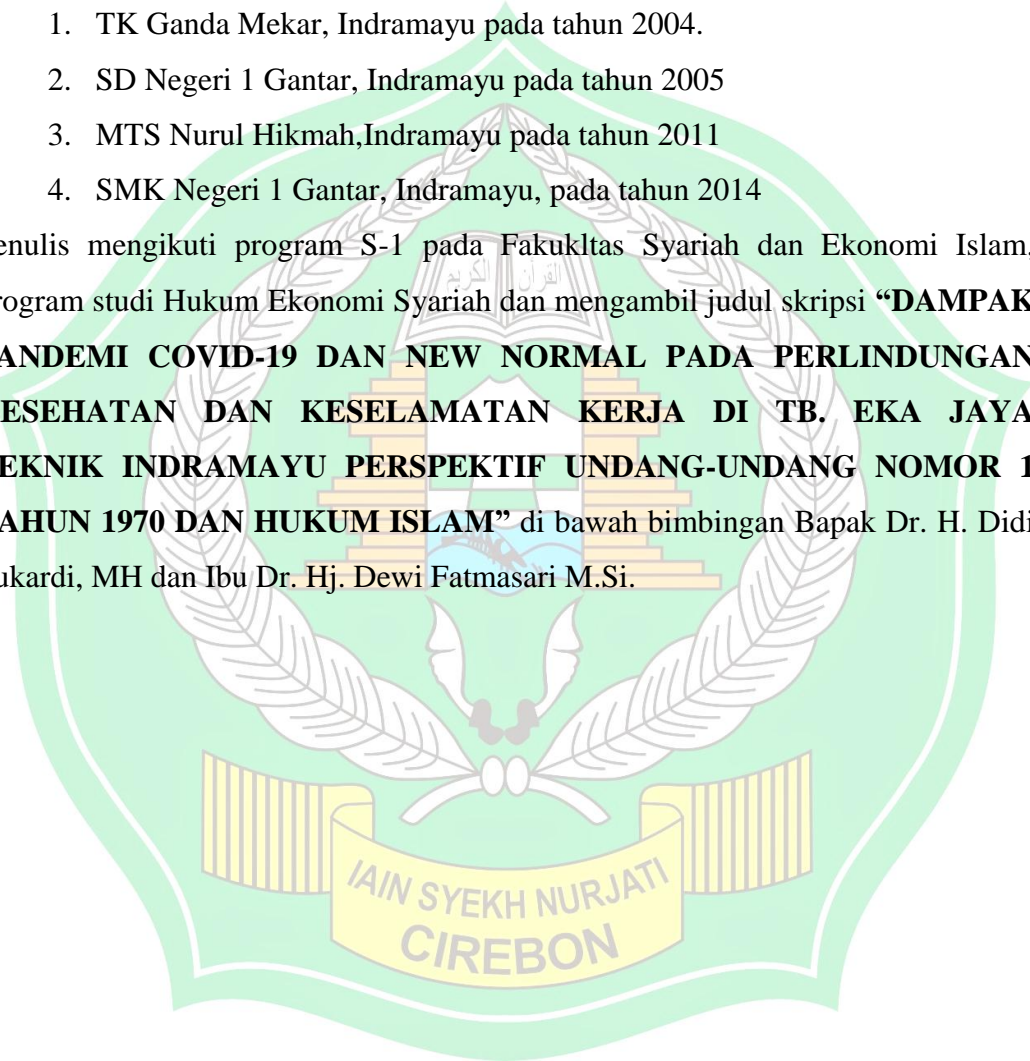 1. TK Ganda Mekar, Indramayu pada tahun 2004.
2. SD Negeri 1 Gantar, Indramayu pada tahun 2005
3. MTS Nurul Hikmah,Indramayu pada tahun 2011
4. SMK Negeri 1 Gantar, Indramayu, pada tahun 2014
enulis mengikuti program S-1 pada Fakukltas Syariah dan Ekonomi Islam,
rogram studi Hukum Ekonomi Syariah dan mengambil judul skripsi “DAMPAK
ANDEMI COVID-19 DAN NEW NORMAL PADA PERLINDUNGAN
ESEHATAN DAN KESELAMATAN KERJA DI TB. EKA JAYA
EKNIK INDRAMAYU PERSPEKTIF UNDANG-UNDANG NOMOR 1
AHUN 1970 DAN HUKUM ISLAM” di bawah bimbingan Bapak Dr. H. Didi
ukardi, MH dan Ibu Dr. Hj. Dewi Fatmasari M.Si.
القرآن الكريم
IAIN SYEKH NURJATI
CIREBON